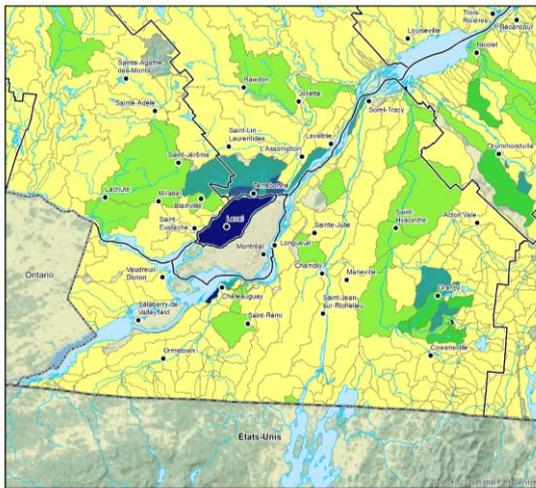 Trois-
Rivières
Bécancour
Louiseville
Nicolet
Sainte-Agathe
des-Monts
Rawdon
Joliette
Sorel-Tracy
Sainte-Adèle
Lavaltrie
Saint-Lin -
Laurentides
L'Assomption
Drummondville
Saint-Jérôme
Lachute
Mirabel
Blainville
Terrebonne
Saint-
Eustache
Laval
Saint-
Hyacinthe
Acton Vale
Sainte-Julie
Montréal
Longueuil
Ontario
Vaudreuil-
Dorion
Chambly
Marieville
Châteauguay
Granby
Salaberry-de
Valleyfield
Saint-Rémi
Saint-Jean
sur-Richelieu
Ormstown
Cowansville
États-Unis
National Park Service